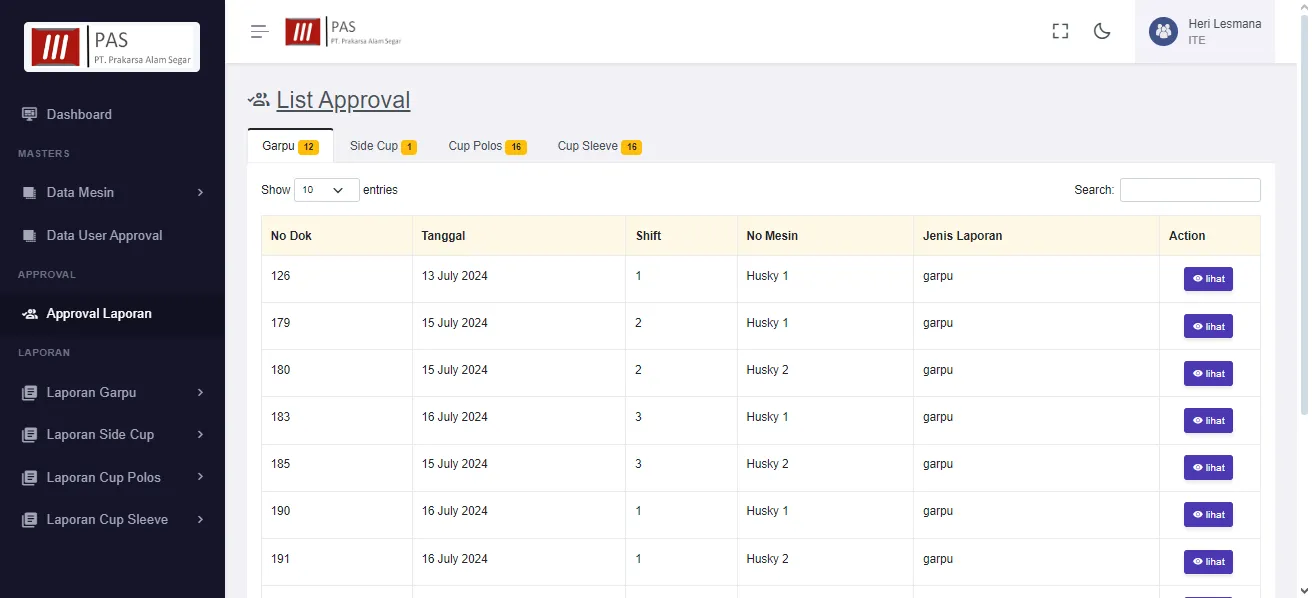 PAS
PT. Prakarsa Alam Segar
Dashboard
MASTERS
Data Mesin
Data User Approval
APPROVAL
Approval Laporan
LAPORAN
Laporan Garpu
Laporan Side Cup
Laporan Cup Polos
Laporan Cup Sleeve
PAS
PT. Prakarsa Alam Segar
Heri Lesmana
ITE
List Approval
Garpu 12 Side Cup 1 Cup Polos 16 Cup Sleeve 16
Show 10 entries Search:
No Dok Tanggal Shift No Mesin Jenis Laporan Action
126 13 July 2024 1 Husky 1 garpu lihat
179 15 July 2024 2 Husky 1 garpu lihat
180 15 July 2024 2 Husky 2 garpu lihat
183 16 July 2024 3 Husky 1 garpu lihat
185 15 July 2024 3 Husky 2 garpu lihat
190 16 July 2024 1 Husky 1 garpu lihat
191 16 July 2024 1 Husky 2 garpu lihat